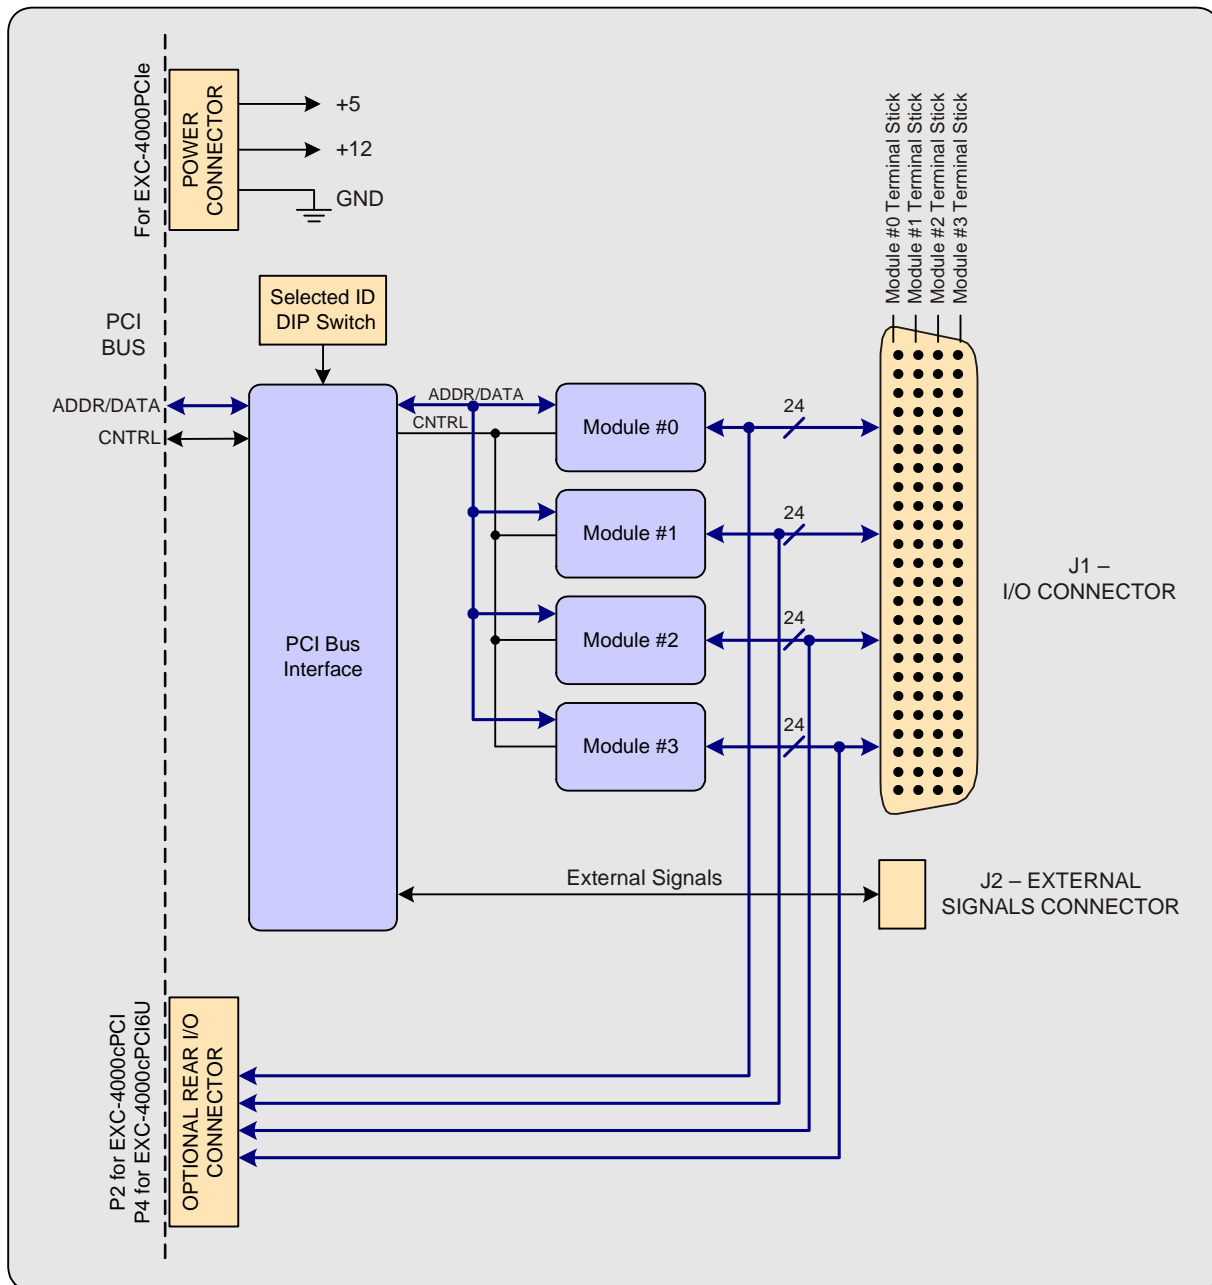 For EXC-4000PCIe
POWER
CONNECTOR
+5
+12
GND
Module #0 Terminal Stick
Module #1 Terminal Stick
Module #2 Terminal Stick
Module #3 Terminal Stick
Selected ID
DIP Switch
PCI
BUS
ADDR/DATA
CNTRL
PCI Bus
Interface
ADDR/DATA
CNTRL
Module #0
24
Module #1
24
Module #2
24
Module #3
24
J1 –
I/O CONNECTOR
External Signals
J2 – EXTERNAL
SIGNALS CONNECTOR
P2 for EXC-4000cPCI
P4 for EXC-4000cPCI6U
OPTIONAL REAR I/O
CONNECTOR